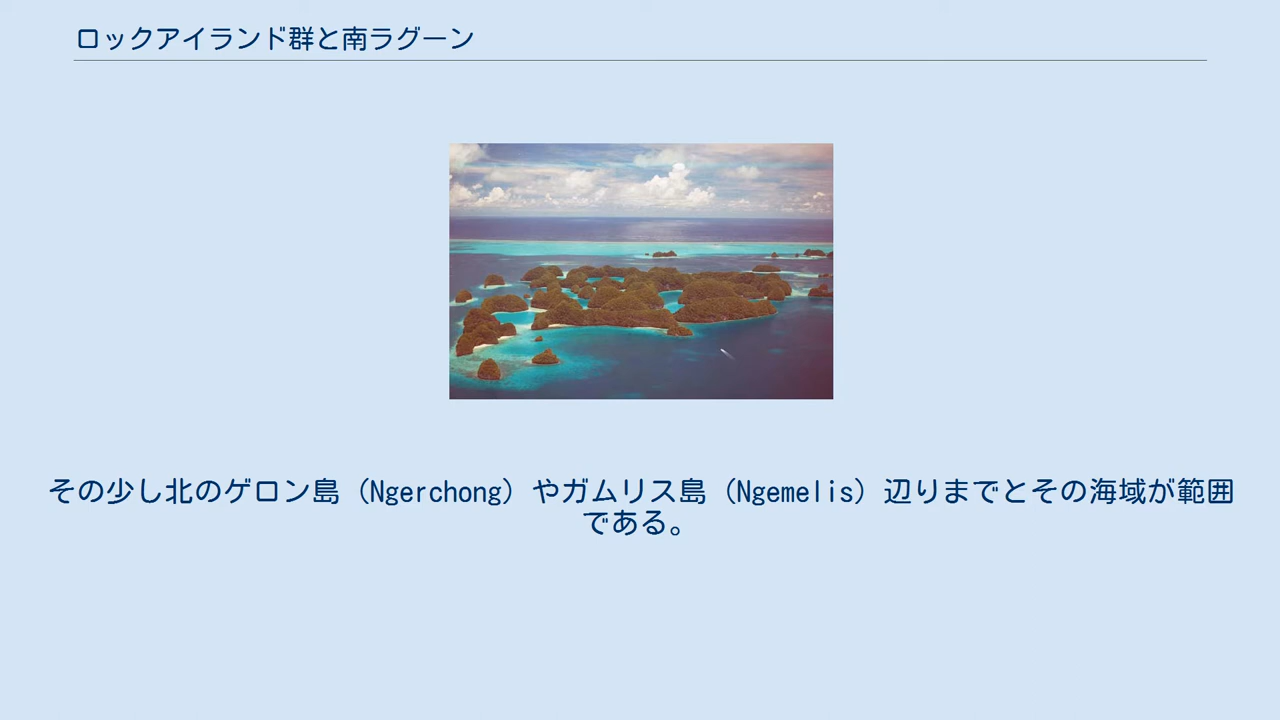 ロックアイランド群と南ラグーン
その少し北のゲロン島（Ngerchong）やガムリス島（Ngemelis）辺りまでとその海域が範囲
である。